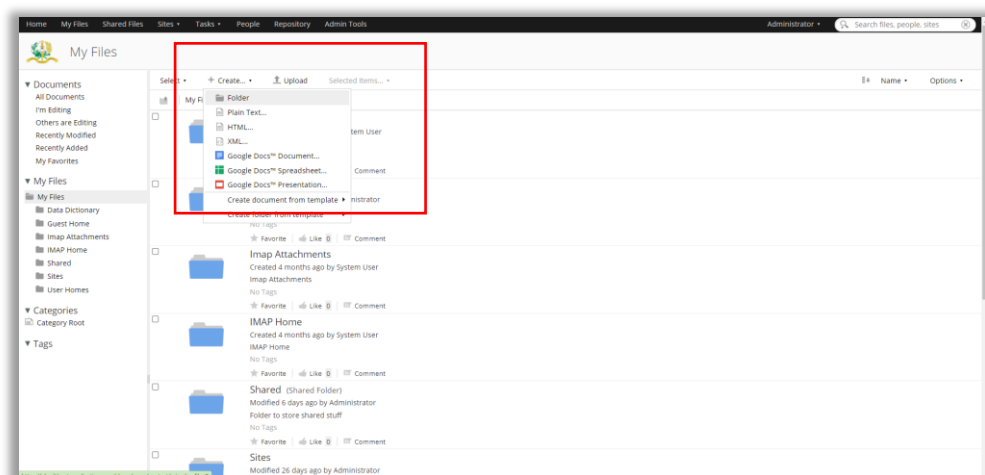 Home My Files Shared Files Sites Tasks People Repository Admin Tools Administrator Search files, people, sites
My Files
Select + Create... Upload Selected Items... Name Options
Documents
All Documents
I'm Editing
Others are Editing
Recently Modified
Recently Added
My Favorites
My Files
My Files
Data Dictionary
Guest Home
Imap Attachments
IMAP Home
Shared
Sites
User Homes
Categories
Category Root
Tags
Folder
Plain Text...
HTML...
XML...
Google Docs™ Document...
Google Docs™ Spreadsheet...
Google Docs™ Presentation...
Create document from template
Create folder from template
Comment
No Tags
Favorite Like 0 Comment
Imap Attachments
Created 4 months ago by System User
Imap Attachments
No Tags
Favorite Like 0 Comment
IMAP Home
Created 4 months ago by System User
IMAP Home
No Tags
Favorite Like 0 Comment
Shared (Shared Folder)
Modified 6 days ago by Administrator
Folder to store shared stuff
No Tags
Favorite Like 0 Comment
Sites
Modified 26 days ago by Administrator